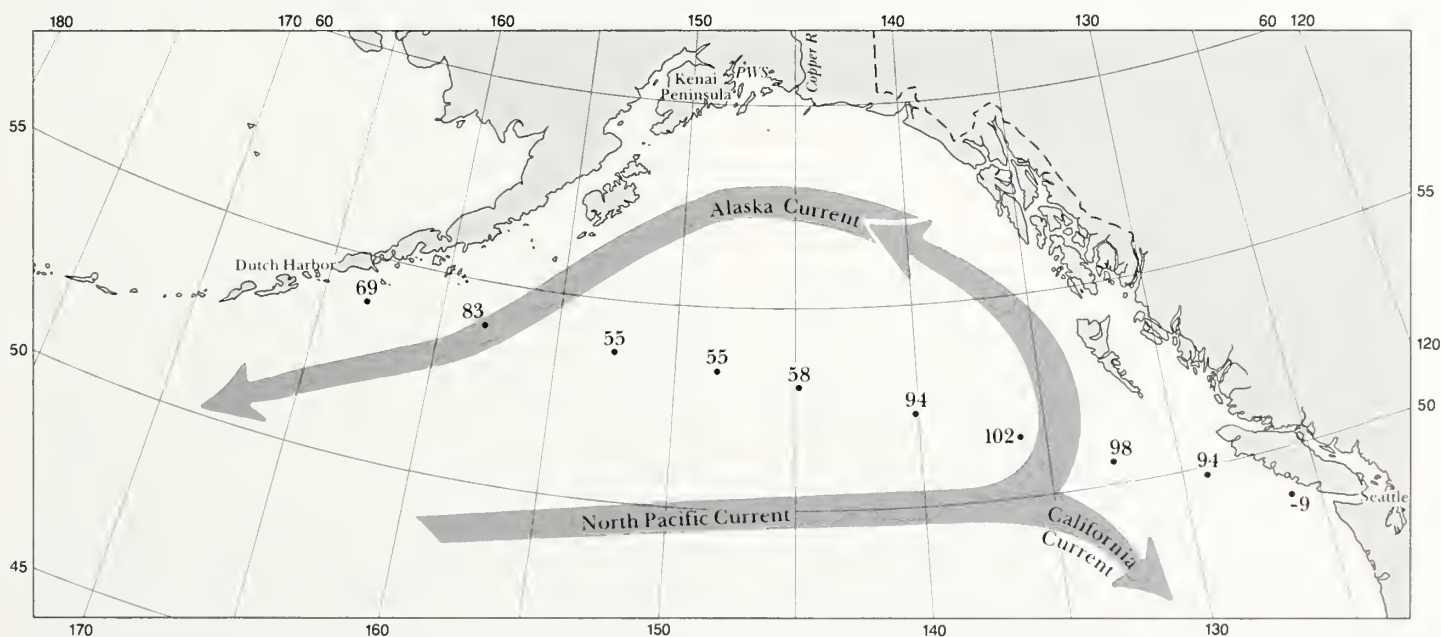 180 170 60 160 150 140 130 60 120
Kenai
Peninsula
PWS
Copper R
55
55
Alaska Current
Dutch Harbor
69
83
50
55
55
58
94
102
98
94
-9
120
50
Seattle
North Pacific Current
California
Current
45
170 160 150 140 130